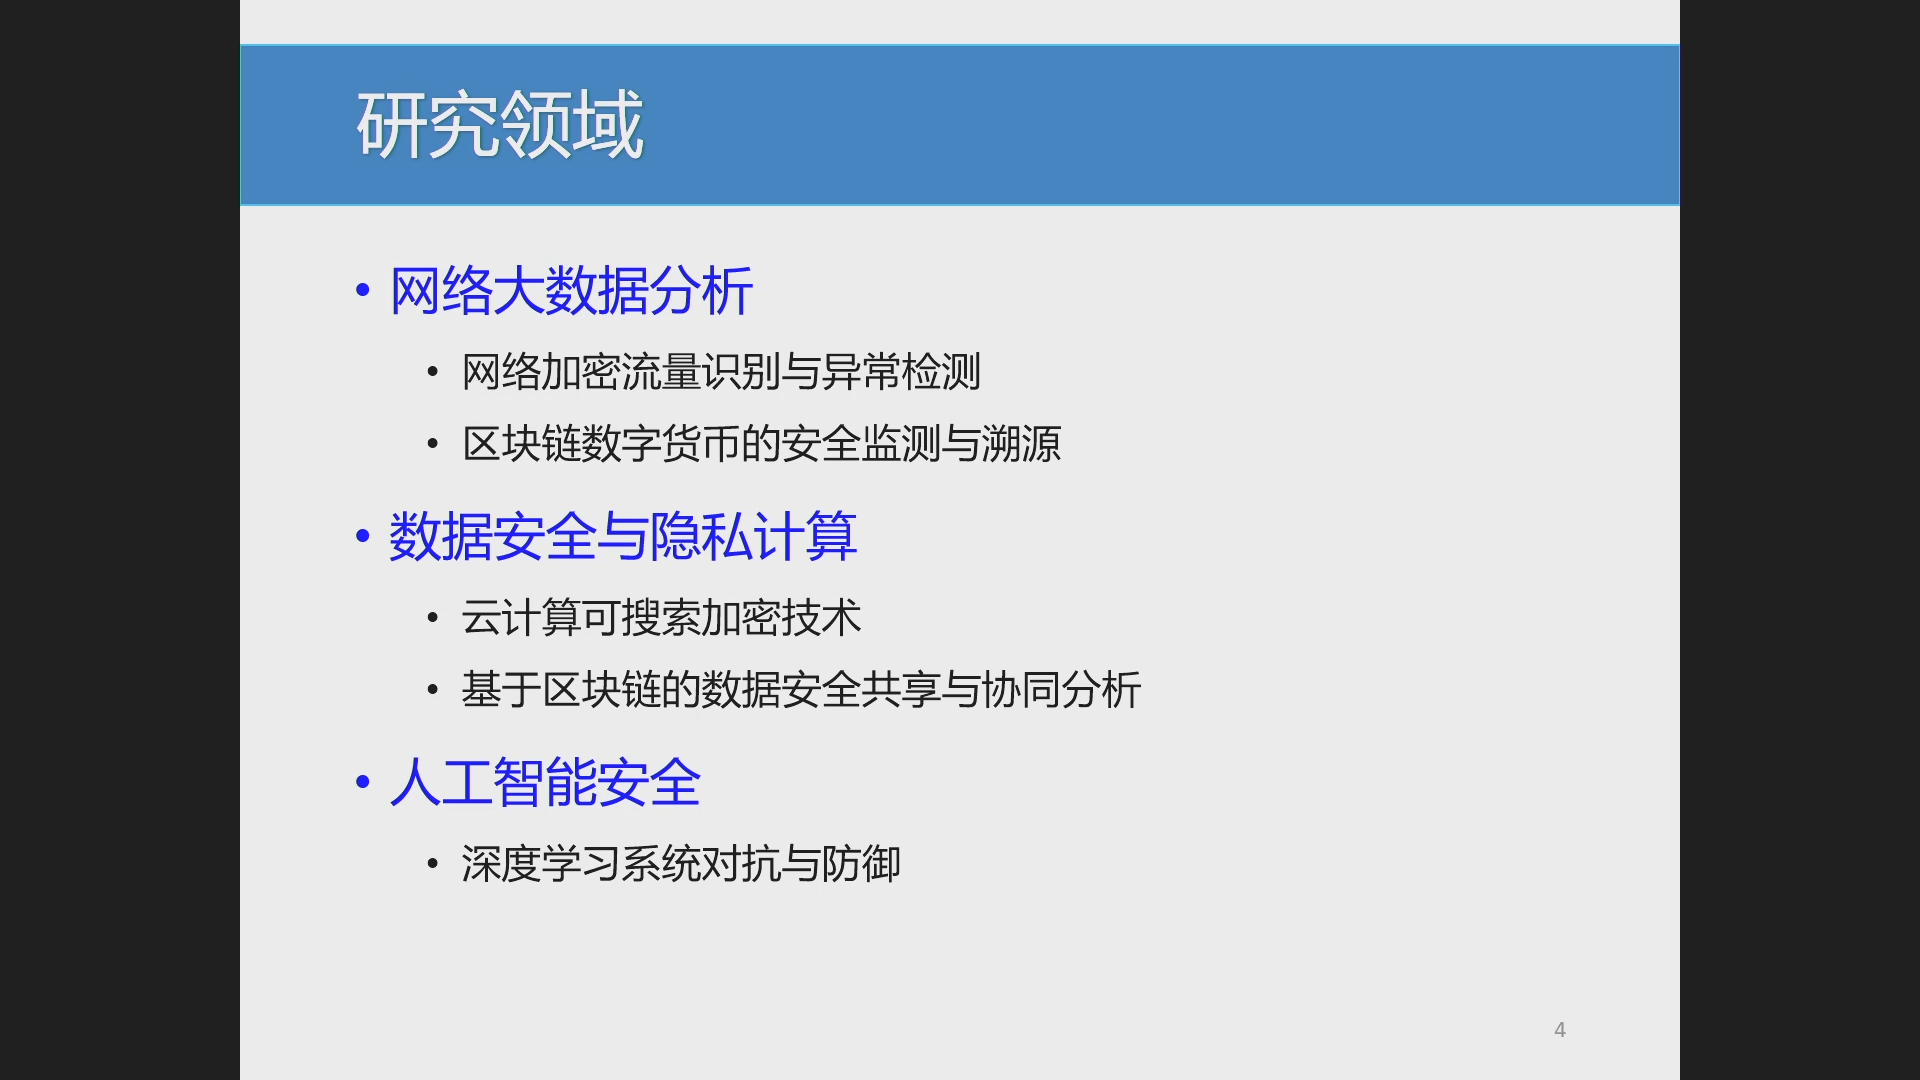 研究领域
• 网络大数据分析
• 网络加密流量识别与异常检测
• 区块链数字货币的安全监测与溯源
• 数据安全与隐私计算
• 云计算可搜索加密技术
• 基于区块链的数据安全共享与协同分析
• 人工智能安全
• 深度学习系统对抗与防御
4